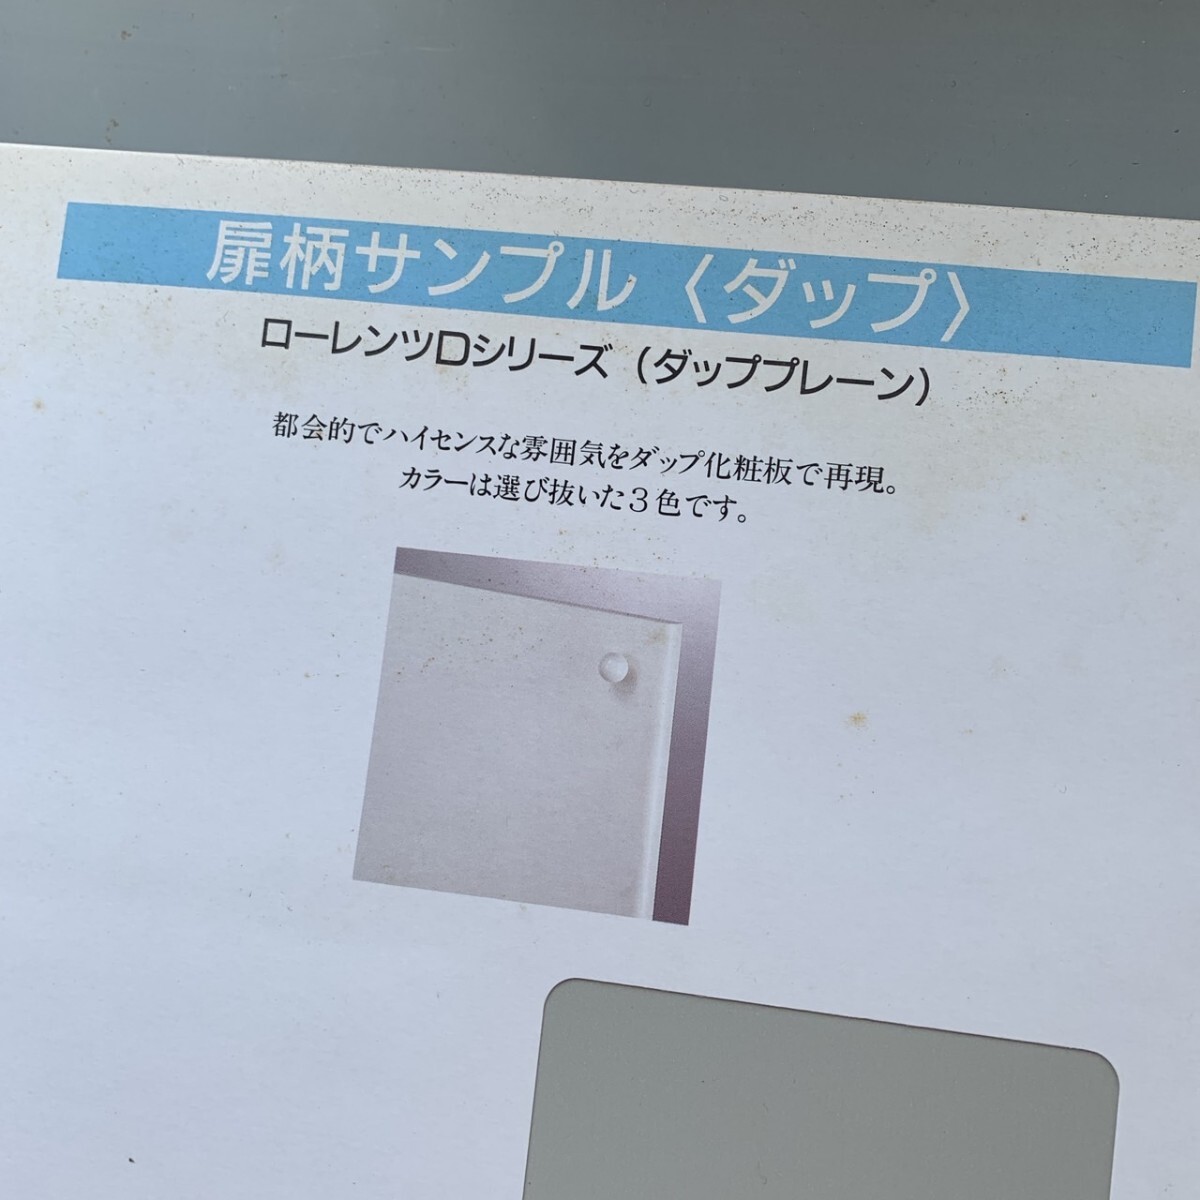 扉柄サンプル〈ダップ〉
ローレンツDシリーズ(ダッププレーン)
都会的でハイセンスな雰囲気をダップ化粧板で再現。
カラーは選び抜いた3色です。